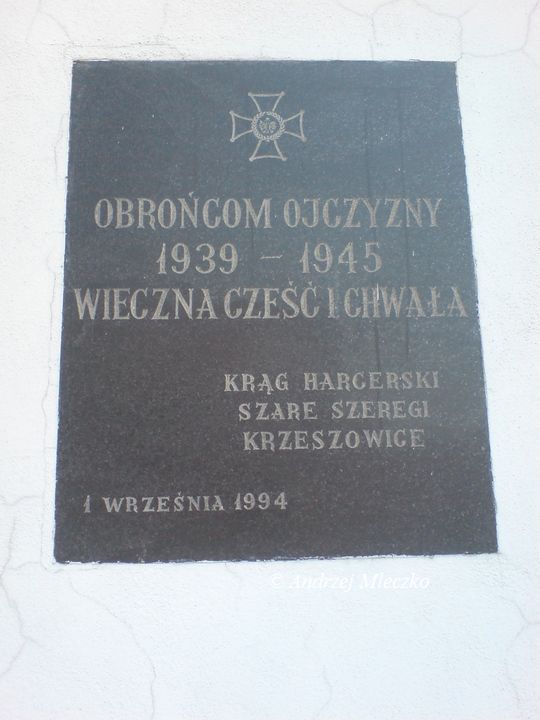 OBROŃCOM OJCZYZNY
1939 - 1945
WIECZNA CZEŚĆ I CHWAŁA
KRĄG HARCERSKI
SZARE SZEREGI
KRZESZOWICE
1 WRZEŚNIA 1994
© Andrzej Mleczko